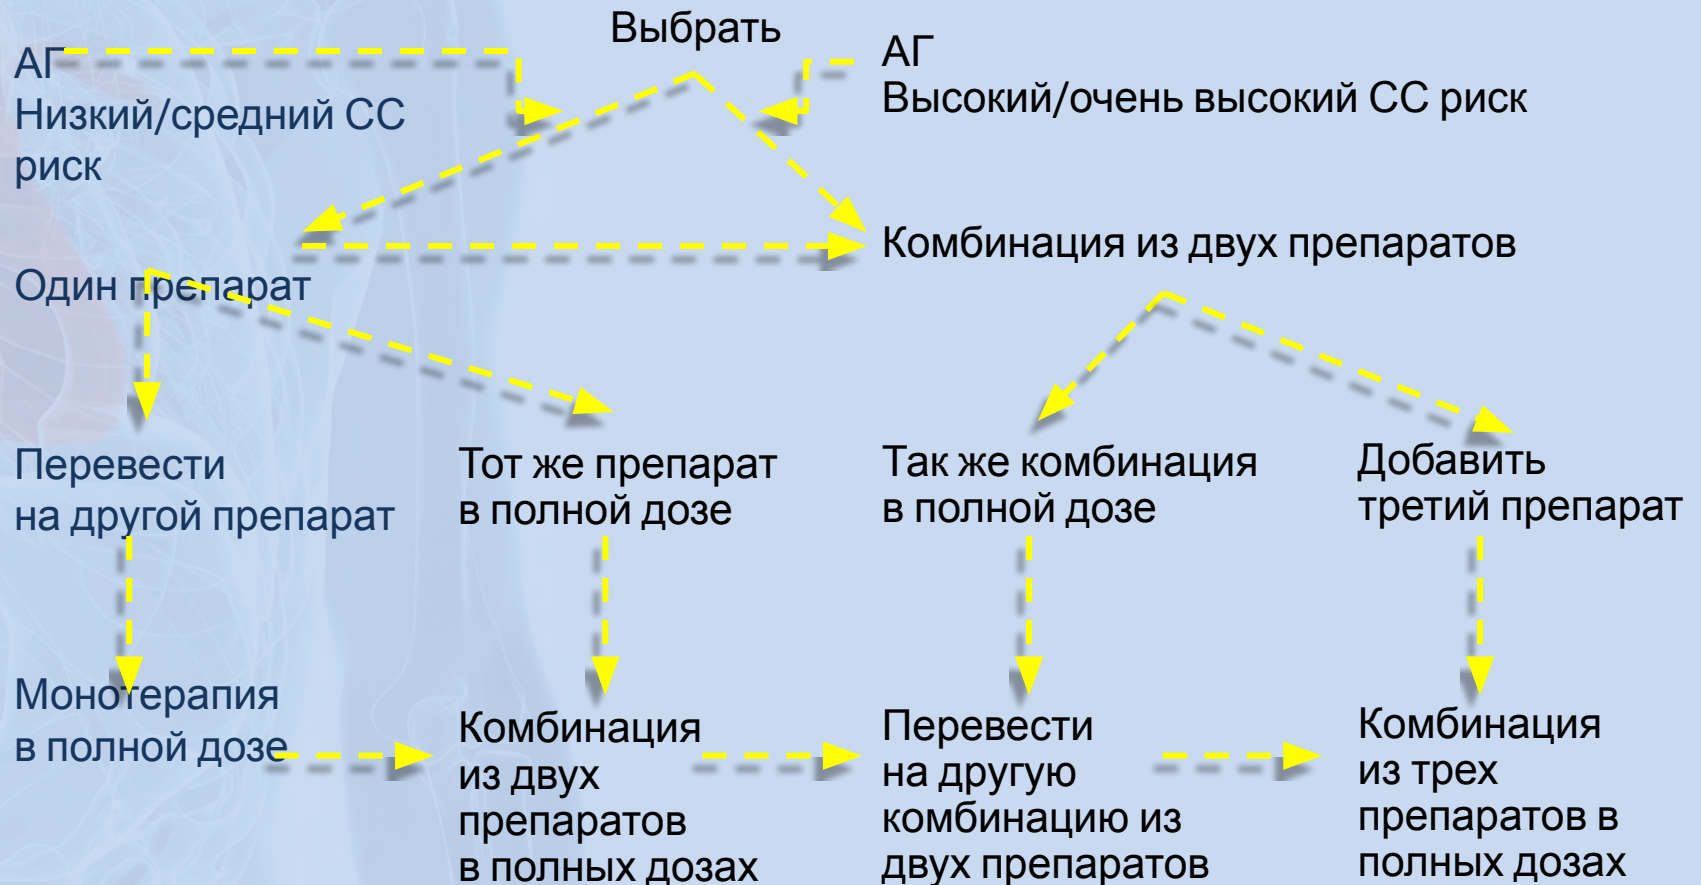 Выбрать
АГ
Низкий/средний СС
риск
АГ
Высокий/очень высокий СС риск
Один препарат
Комбинация из двух препаратов
Перевести
на другой препарат
Тот же препарат
в полной дозе
Так же комбинация
в полной дозе
Добавить
третий препарат
Монотерапия
в полной дозе
Комбинация
из двух
препаратов
в полных дозах
Перевести
на другую
комбинацию из
двух препаратов
Комбинация
из трех
препаратов в
полных дозах